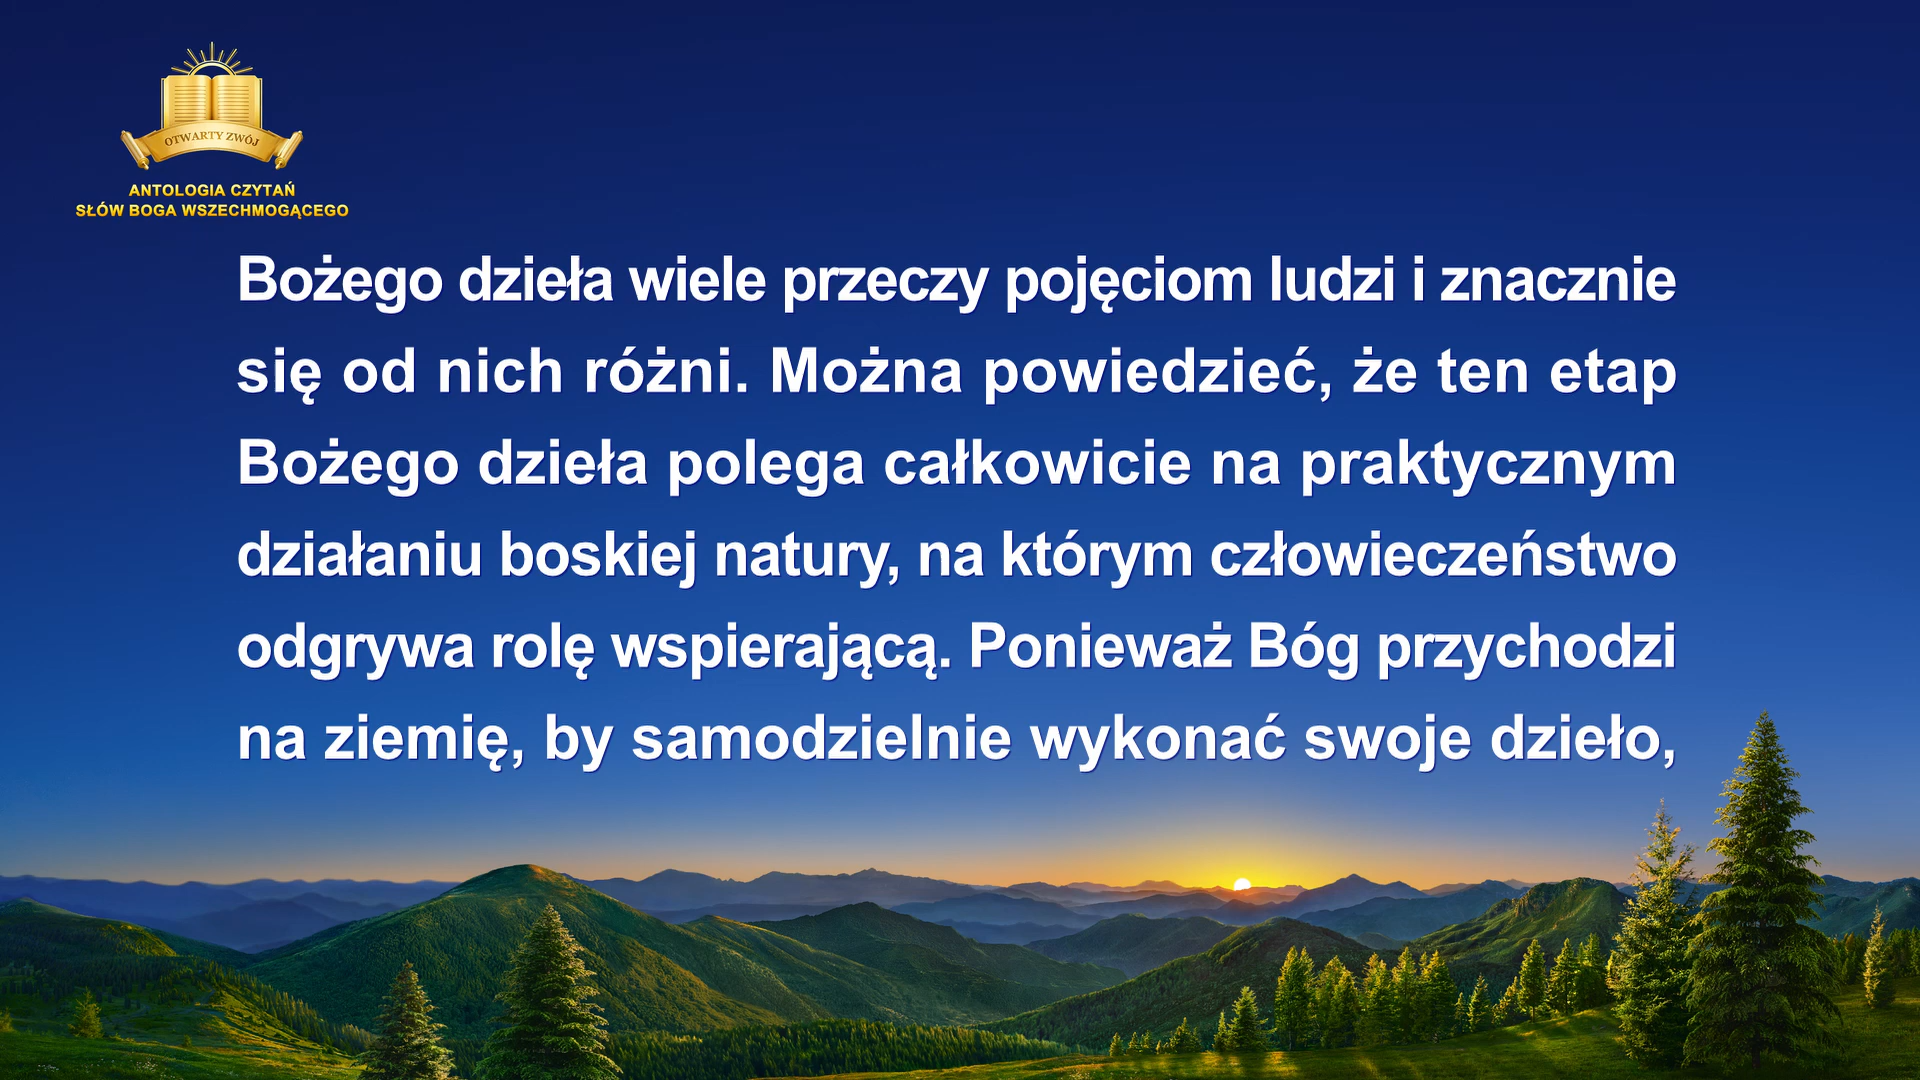 OTWARTY ZWÓJ
ANTOLOGIA CZYTAŃ
SŁÓW BOGA WSZECHMOGĄCEGO
Bożego dzieła wiele przeczy pojęciom ludzi i znacznie
się od nich różni. Można powiedzieć, że ten etap
Bożego dzieła polega całkowicie na praktycznym
działaniu boskiej natury, na którym człowieczeństwo
odgrywa rolę wspierającą. Ponieważ Bóg przychodzi
na ziemię, by samodzielnie wykonać swoje dzieło,